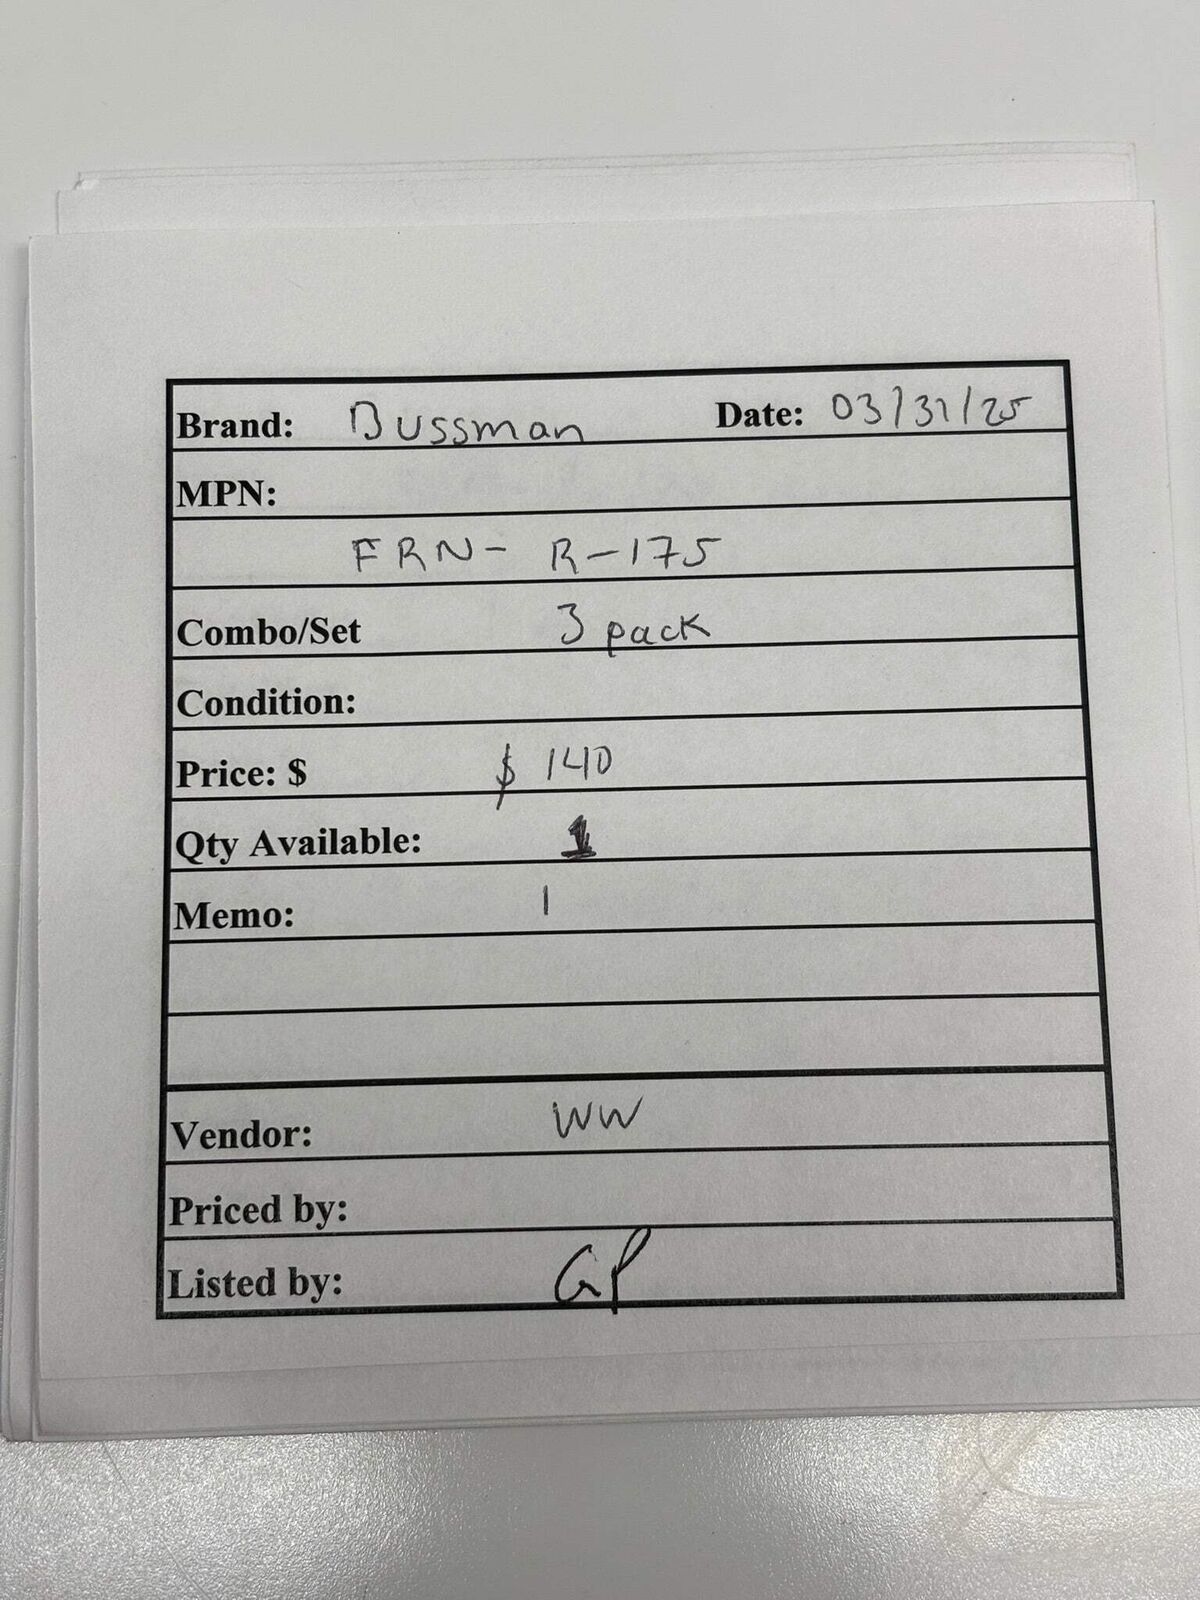 Brand: Bussman Date: 03/31/25
MPN:
FRN- R-175
Combo/Set 3 pack
Condition:
Price: $ $ 140
Qty Available: 1
Memo: 1
Vendor: WW
Priced by:
Listed by: GP